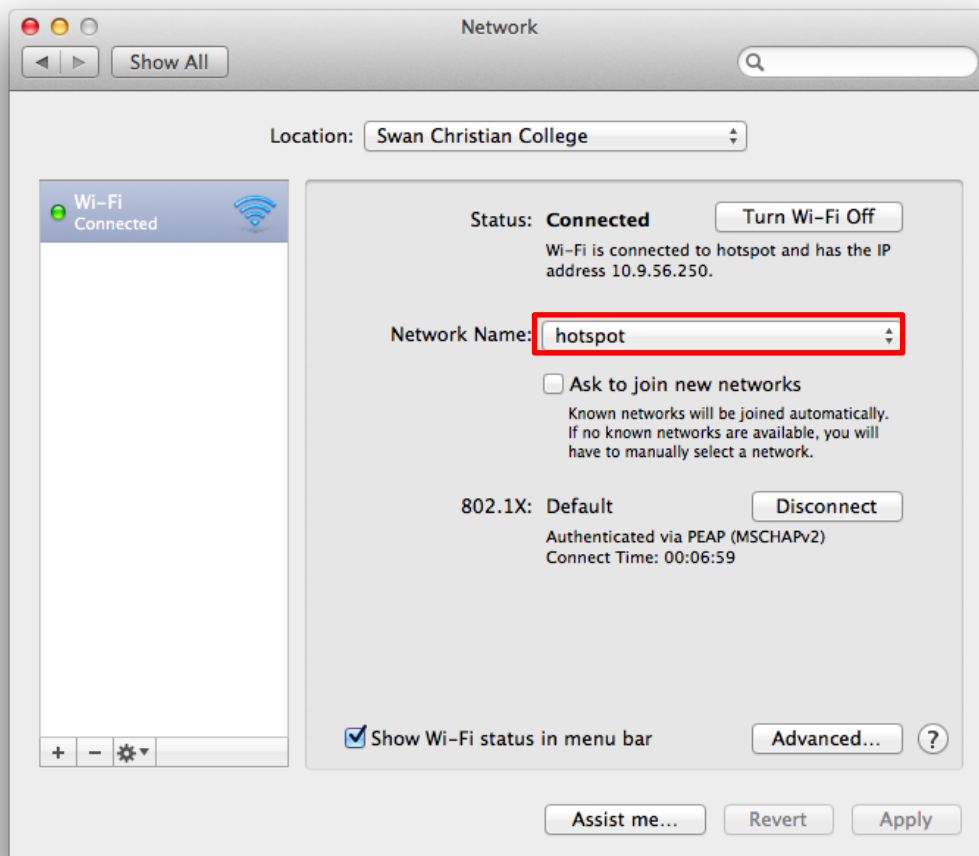 Network
Show All
Location: Swan Christian College
Wi-Fi
Connected
Status: Connected Turn Wi-Fi Off
Wi-Fi is connected to hotspot and has the IP
address 10.9.56.250.
Network Name: hotspot
Ask to join new networks
Known networks will be joined automatically.
If no known networks are available, you will
have to manually select a network.
802.1X: Default Disconnect
Authenticated via PEAP (MSCHAPv2)
Connect Time: 00:06:59
Show Wi-Fi status in menu bar Advanced... ?
Assist me... Revert Apply